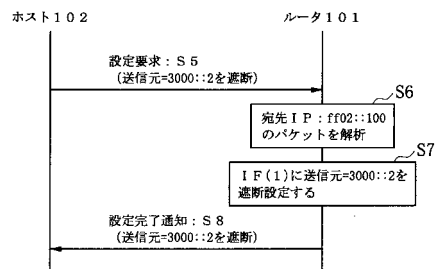 ホスト102
ルータ101
設定要求：S5
(送信元=3000::2を遮断)
S6
宛先IP：ff02::100
のパケットを解析
S7
IF(1)に送信元=3000::2を
遮断設定する
設定完了通知：S8
(送信元=3000::2を遮断)